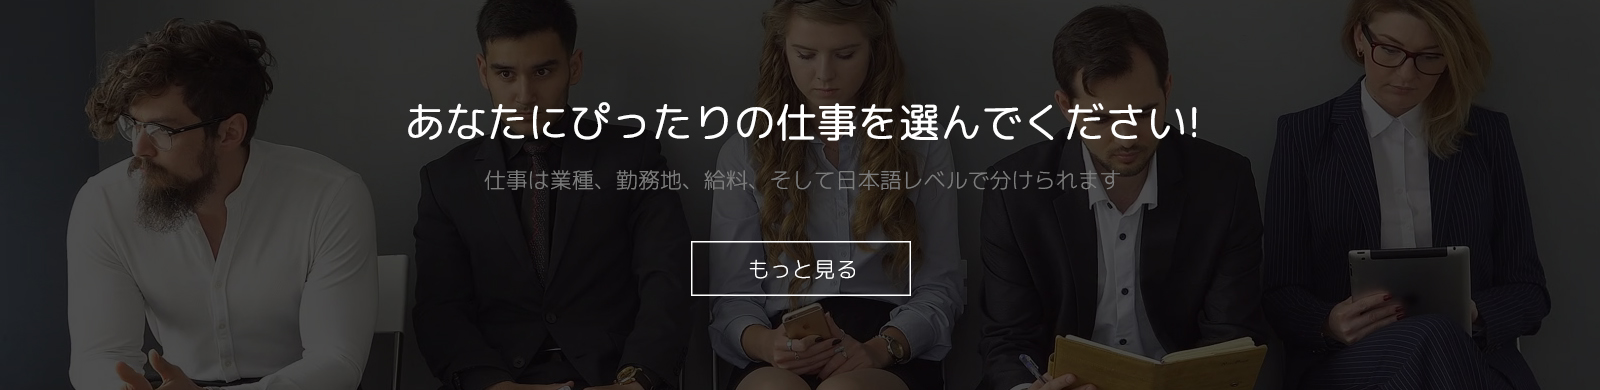 あなたにぴったりの仕事を選んでください!
仕事は業種、勤務地、給料、そして日本語レベルで分けられます
もっと見る